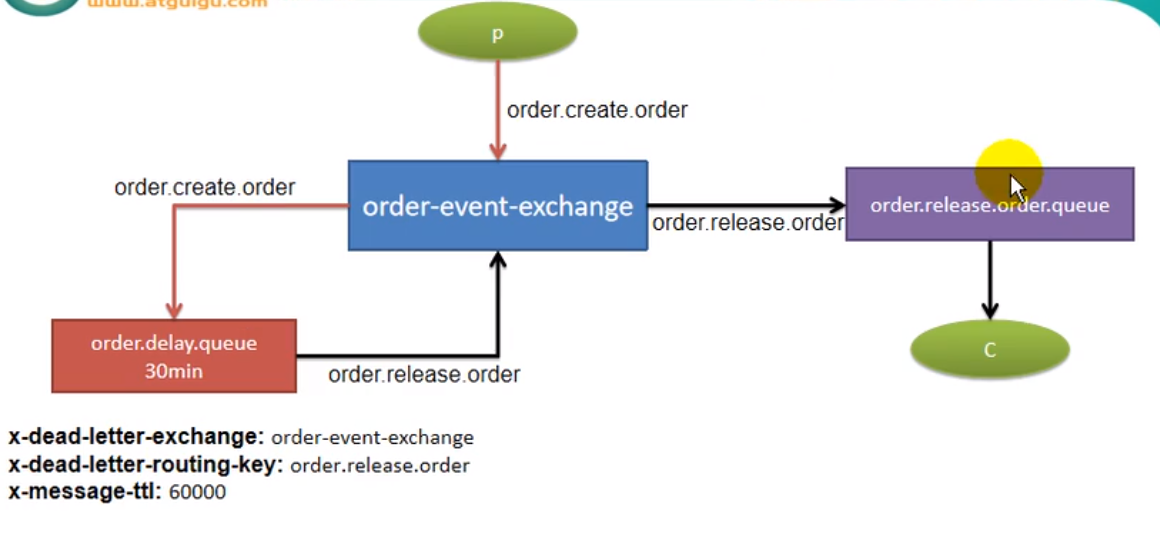 www.atguigu.com
p
order.create.order
order.create.order
order-event-exchange
order.release.order
order.release.order.queue
order.delay.queue
30min
order.release.order
C
x-dead-letter-exchange: order-event-exchange
x-dead-letter-routing-key: order.release.order
x-message-ttl: 60000